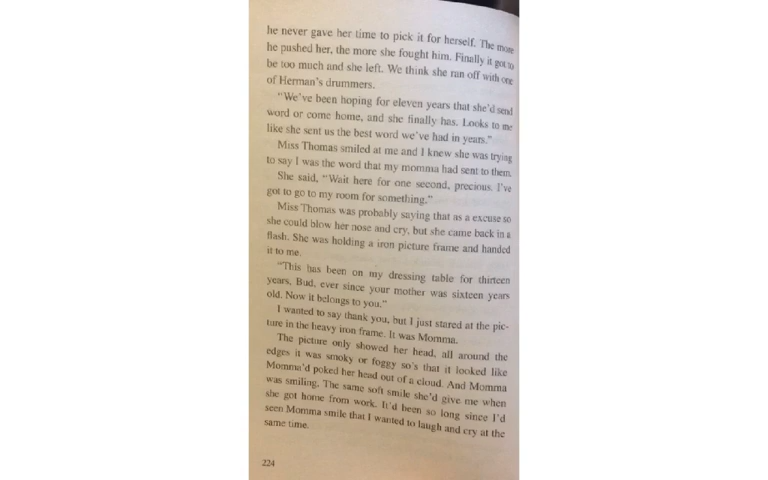 he never gave her time to pick it for herself. The more
he pushed her, the more she fought him. Finally it got to
be too much and she left. We think she ran off with one
of Herman's drummers.
"We've been hoping for eleven years that she'd send
word or come home, and she finally has. Looks to me
like she sent us the best word we've had in years."
Miss Thomas smiled at me and I knew she was trying
to say I was the word that my momma had sent to them.
She said, "Wait here for one second, precious. I've
got to go to my room for something."
Miss Thomas was probably saying that as a excuse so
she could blow her nose and cry, but she came back in a
flash. She was holding a iron picture frame and handed
it to me.
"This has been on my dressing table for thirteen
years, Bud, ever since your mother was sixteen years
old. Now it belongs to you."
I wanted to say thank you, but I just stared at the pic-
ture in the heavy iron frame. It was Momma.
The picture only showed her head, all around the
edges it was smoky or foggy so's that it looked like
Momma'd poked her head out of a cloud. And Momma
was smiling. The same soft smile she'd give me when
she got home from work. It'd been so long since I'd
seen Momma smile that I wanted to laugh and cry at the
same time.
224